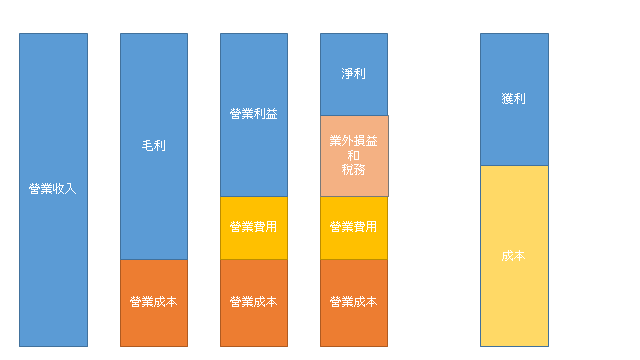 營業收入
毛利
營業成本
營業利益
營業費用
營業成本
淨利
業外損益
和
稅務
營業費用
營業成本
獲利
成本